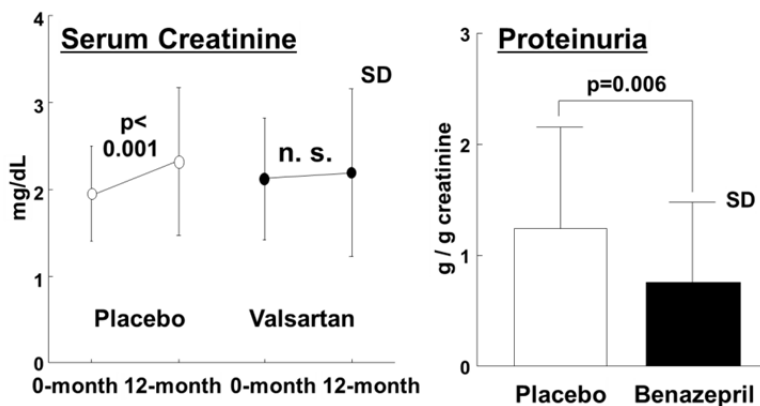 Serum Creatinine
4
3
2
1
0
mg/dL
p<
0.001
n. s.
SD
Placebo
Valsartan
0-month 12-month 0-month 12-month
Proteinuria
3
2
1
0
g / g creatinine
p=0.006
SD
Placebo Benazepril